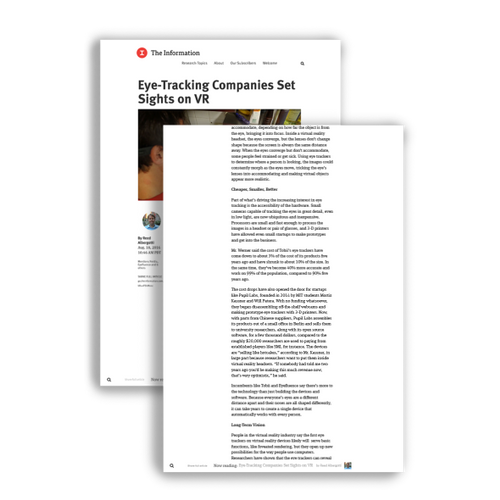 The Information
Research Topics About Our Subscribers Welcome
Eye-Tracking Companies Set
Sights on VR
By Reed
Albergotti
accommodate, depending on how far the object is from
the eye, bringing it into focus. Inside a virtual reality
headset, the eyes converge, but the lenses don't change
because the screen is always the same distance
away. When the eyes converge but don't accommodate,
some people feel strained or get sick. Using eye trackers
to determine where a person is looking, the images could
constantly morph as the eyes move, tricking the eye's
lenses into accommodating and making virtual objects
appear more realistic.
Cheaper, Smaller, Better
Part of what's driving the increasing interest in eye
tracking is the accessibility of the hardware. Small
cameras capable of tracking the eyes in great detail, even
in low light, are now ubiquitous and inexpensive.
Processors are small and fast enough to process the
images in a headset or pair of glasses, and 3-D printers
have allowed even small startups to make prototypes
and get into the business.
Mr. Werner said the cost of Tobii's eye trackers have
come down to about 3% of the cost of its products five
years ago and have shrunk to about 10% of the size. In
the same time, they've become 40% more accurate and
work on 99% of the population, compared to 90% five
years ago.
The cost drops have also opened the door for startups
like Pupil Labs, founded in 2014 by MIT students Moritz
Kassner and Will Patera. With no funding whatsoever,
they began disassembling off-the-shelf webcams and
making prototype eye trackers with 3-D printers. Now,
with parts from Chinese suppliers, Pupil Labs assembles
its products out of a small office in Berlin and sells them
to university researchers, along with its open source
software, for a few thousand dollars, compared to the
roughly $20,000 researchers are used to paying from
established players like SMI, for instance. The devices
are "selling like hotcakes," according to Mr. Kassner, in
large part because researchers want to put them inside
virtual reality headsets. "If somebody had told me two
years ago you'll be making this much revenue now,
that's very optimistic," he said.
Incumbents like Tobii and Eyefluence say there's more to
the technology than just building the devices and
software. Because everyone's eyes are a different
distance apart and their noses are all shaped differently,
it can take years to create a single device that
automatically works with every person.
Long-Term Vision
People in the virtual reality industry say the first eye
trackers on virtual reality devices likely will serve basic
functions, like foveated rendering, but they open up new
possibilities for the way people use computers.
Researchers have shown that the eye trackers can reveal
Now reading: Eye-Tracking Companies Set Sights on VR by Reed Albergotti